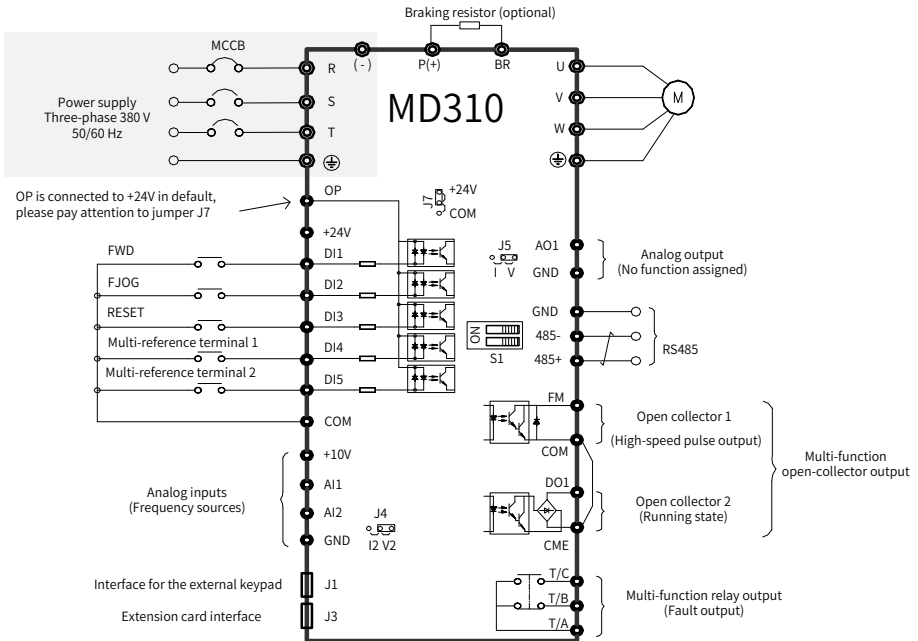 Braking resistor (optional)
MCCB
R
( - )
P(+)
BR
U
S
V
M
Power supply
Three-phase 380 V
50/60 Hz
MD310
T
W
OP is connected to +24V in default,
please pay attention to jumper J7
OP
J7
+24V
COM
+24V
FWD
DI1
J5
I V
AO1
GND
Analog output
(No function assigned)
FJOG
DI2
RESET
DI3
GND
Multi-reference terminal 1
DI4
ON
S1
485-
485+
RS485
Multi-reference terminal 2
DI5
COM
FM
COM
Open collector 1
(High-speed pulse output)
Multi-function
open-collector output
+10V
AI1
Analog inputs
(Frequency sources)
AI2
GND
J4
I2 V2
DO1
CME
Open collector 2
(Running state)
Interface for the external keypad
J1
Extension card interface
J3
T/C
T/B
T/A
Multi-function relay output
(Fault output)